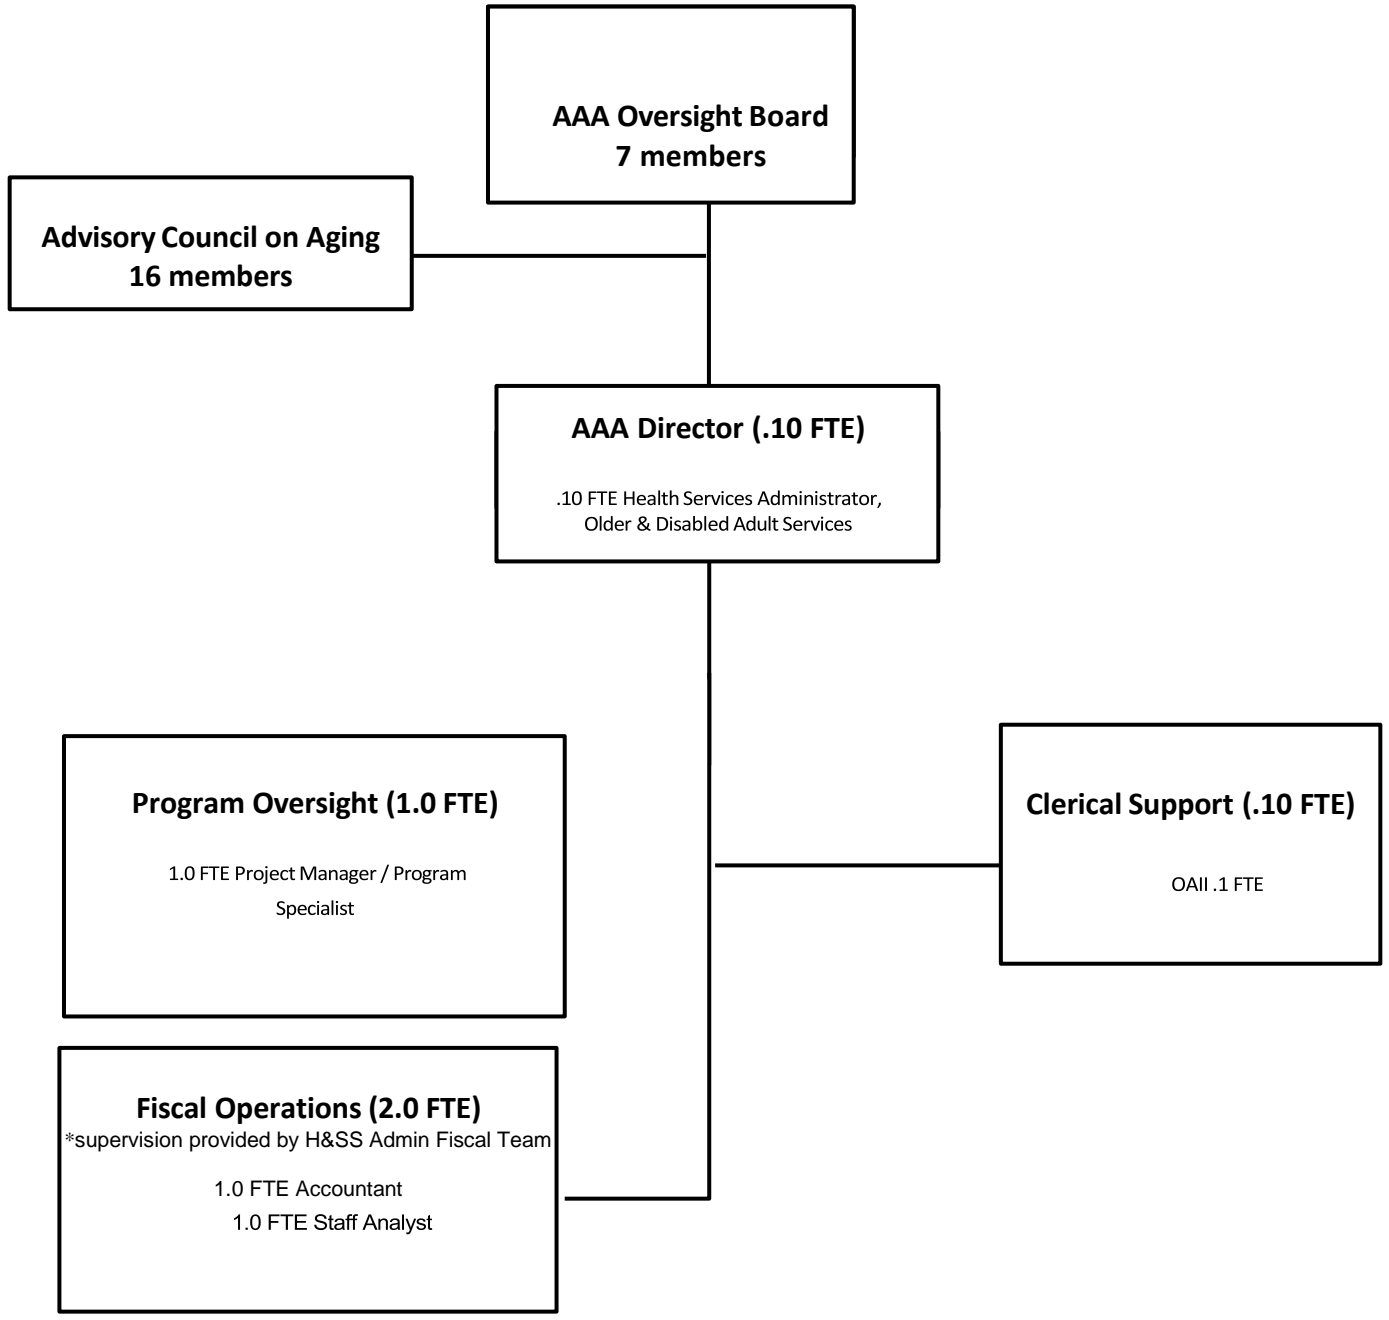 AAA Oversight Board
7 members
Advisory Council on Aging
16 members
AAA Director (.10 FTE)
.10 FTE Health Services Administrator,
Older & Disabled Adult Services
Program Oversight (1.0 FTE)
1.0 FTE Project Manager / Program
Specialist
Clerical Support (.10 FTE)
OAII .1 FTE
Fiscal Operations (2.0 FTE)
*supervision provided by H&SS Admin Fiscal Team
1.0 FTE Accountant
1.0 FTE Staff Analyst